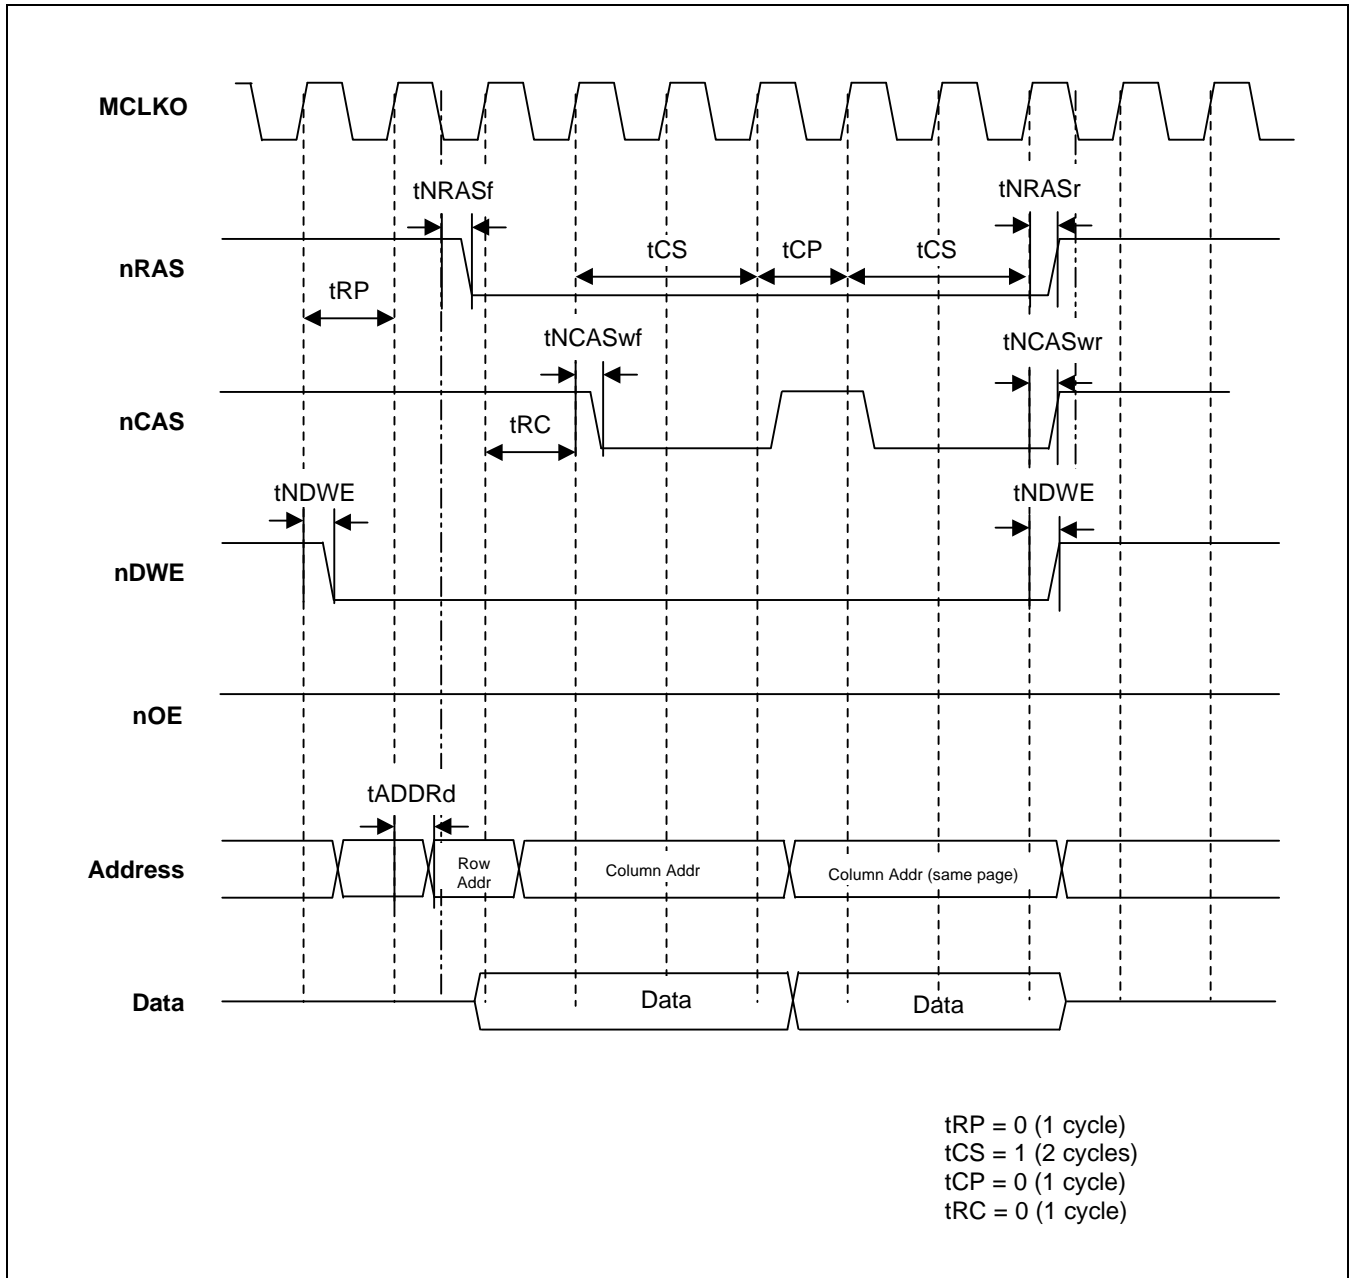 MCLKO
tNRASf
tNRASr
nRAS
tCS
tCP
tCS
tRP
tNCASwf
tNCASwr
nCAS
tRC
tNDWE
tNDWE
nDWE
nOE
tADDRd
Address
Row
Addr
Column Addr
Column Addr (same page)
Data
Data
Data
tRP = 0 (1 cycle)
tCS = 1 (2 cycles)
tCP = 0 (1 cycle)
tRC = 0 (1 cycle)